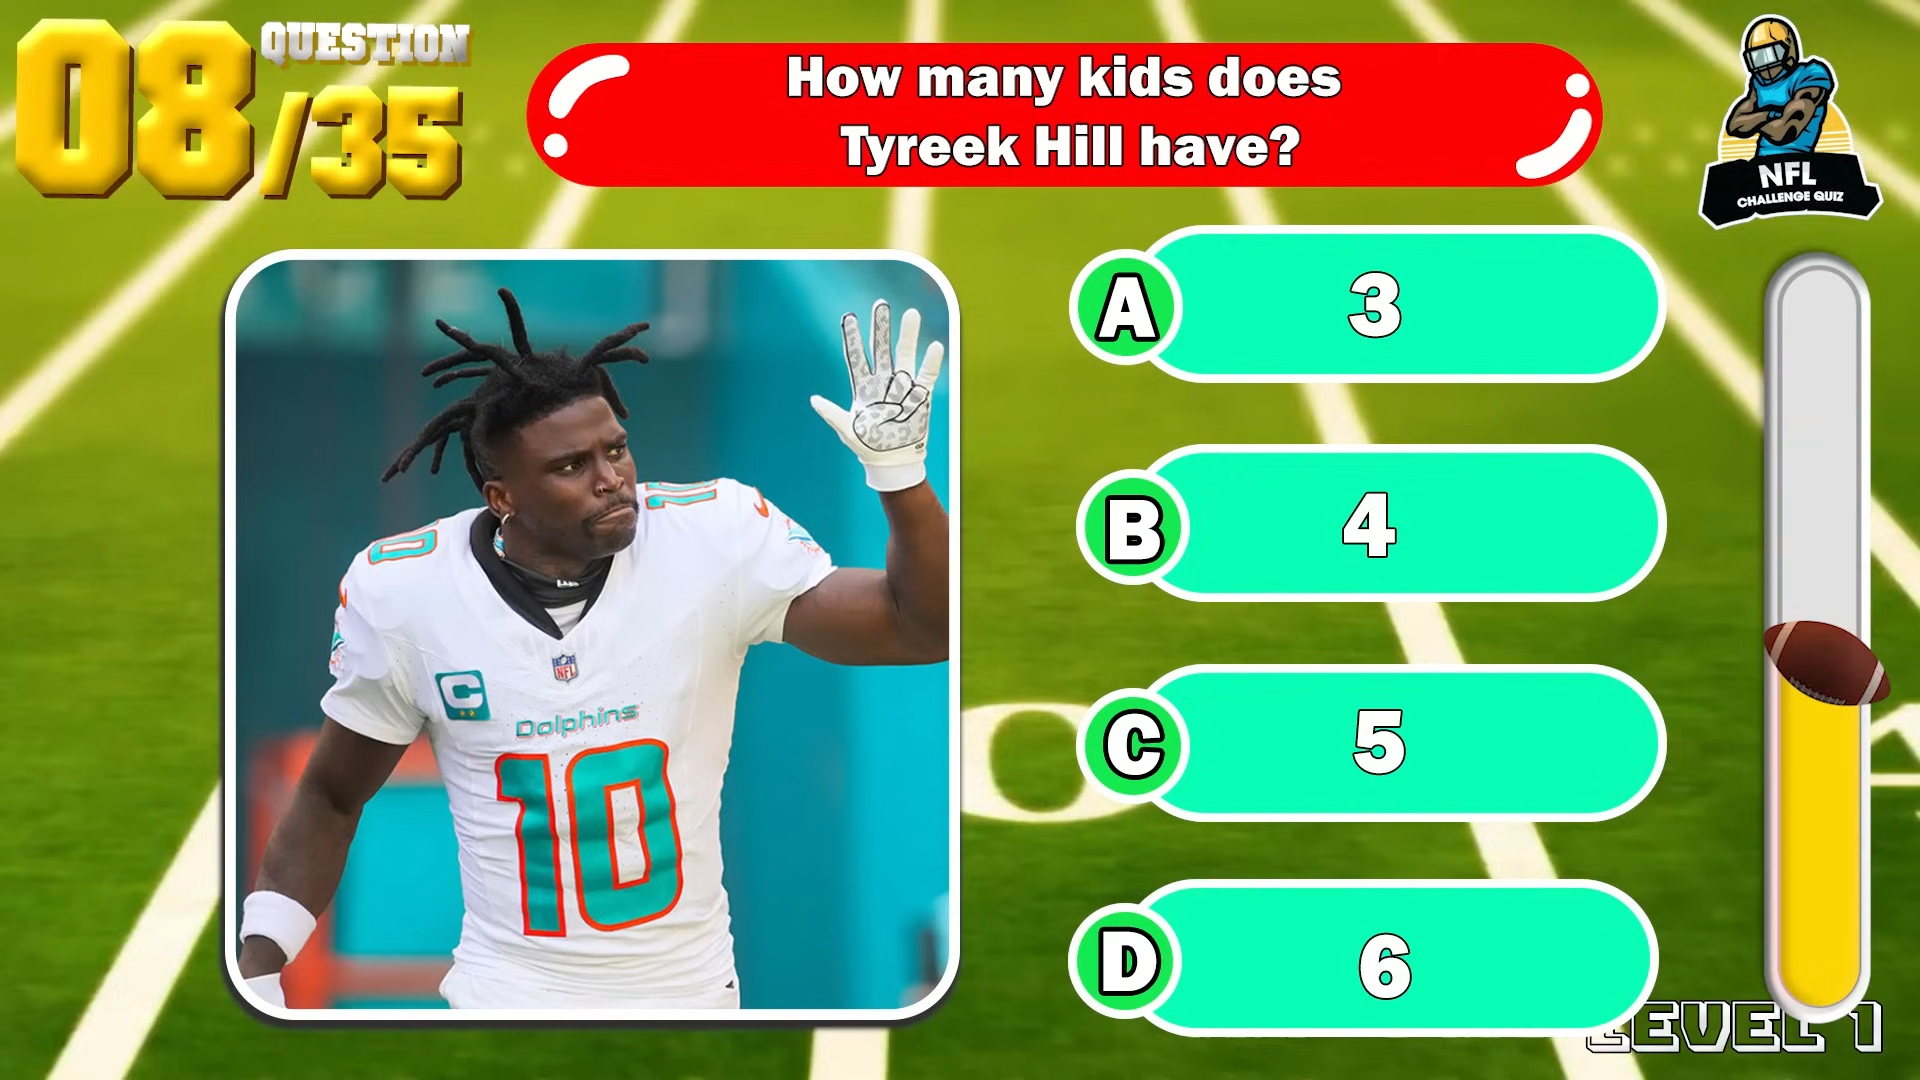 08/35
QUESTION
How many kids does
Tyreek Hill have?
NFL
CHALLENGE QUIZ
A 3
B 4
C 5
D 6
10
10
NFL
C
Dolphins
10
LEVEL 1